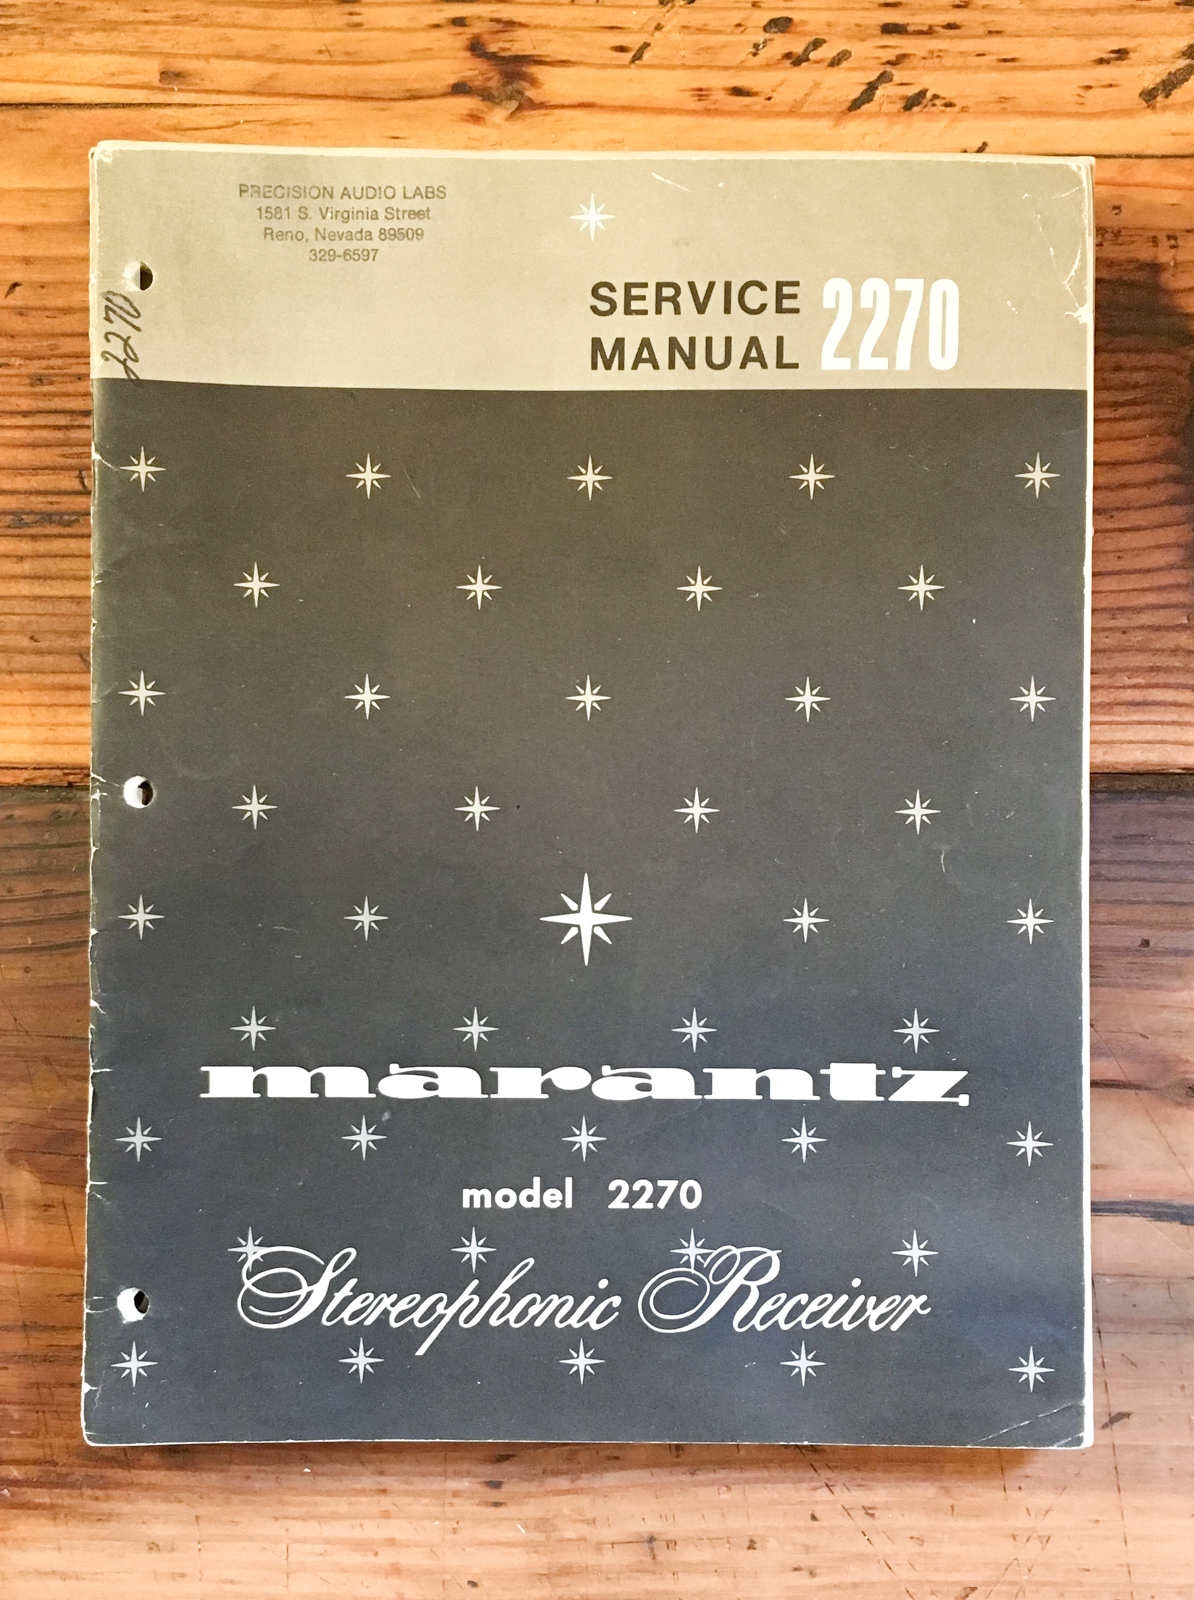 PRECISION AUDIO LABS
1581 S. Virginia Street
Reno, Nevada 89509
329-6597
2270
SERVICE
MANUAL 2270
marantz
model 2270
Stereophonic Receiver